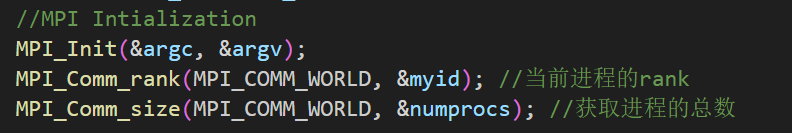 //MPI Intialization
MPI_Init(&argc, &argv);
MPI_Comm_rank(MPI_COMM_WORLD, &myid); //当前进程的rank
MPI_Comm_size(MPI_COMM_WORLD, &numprocs); //获取进程的总数